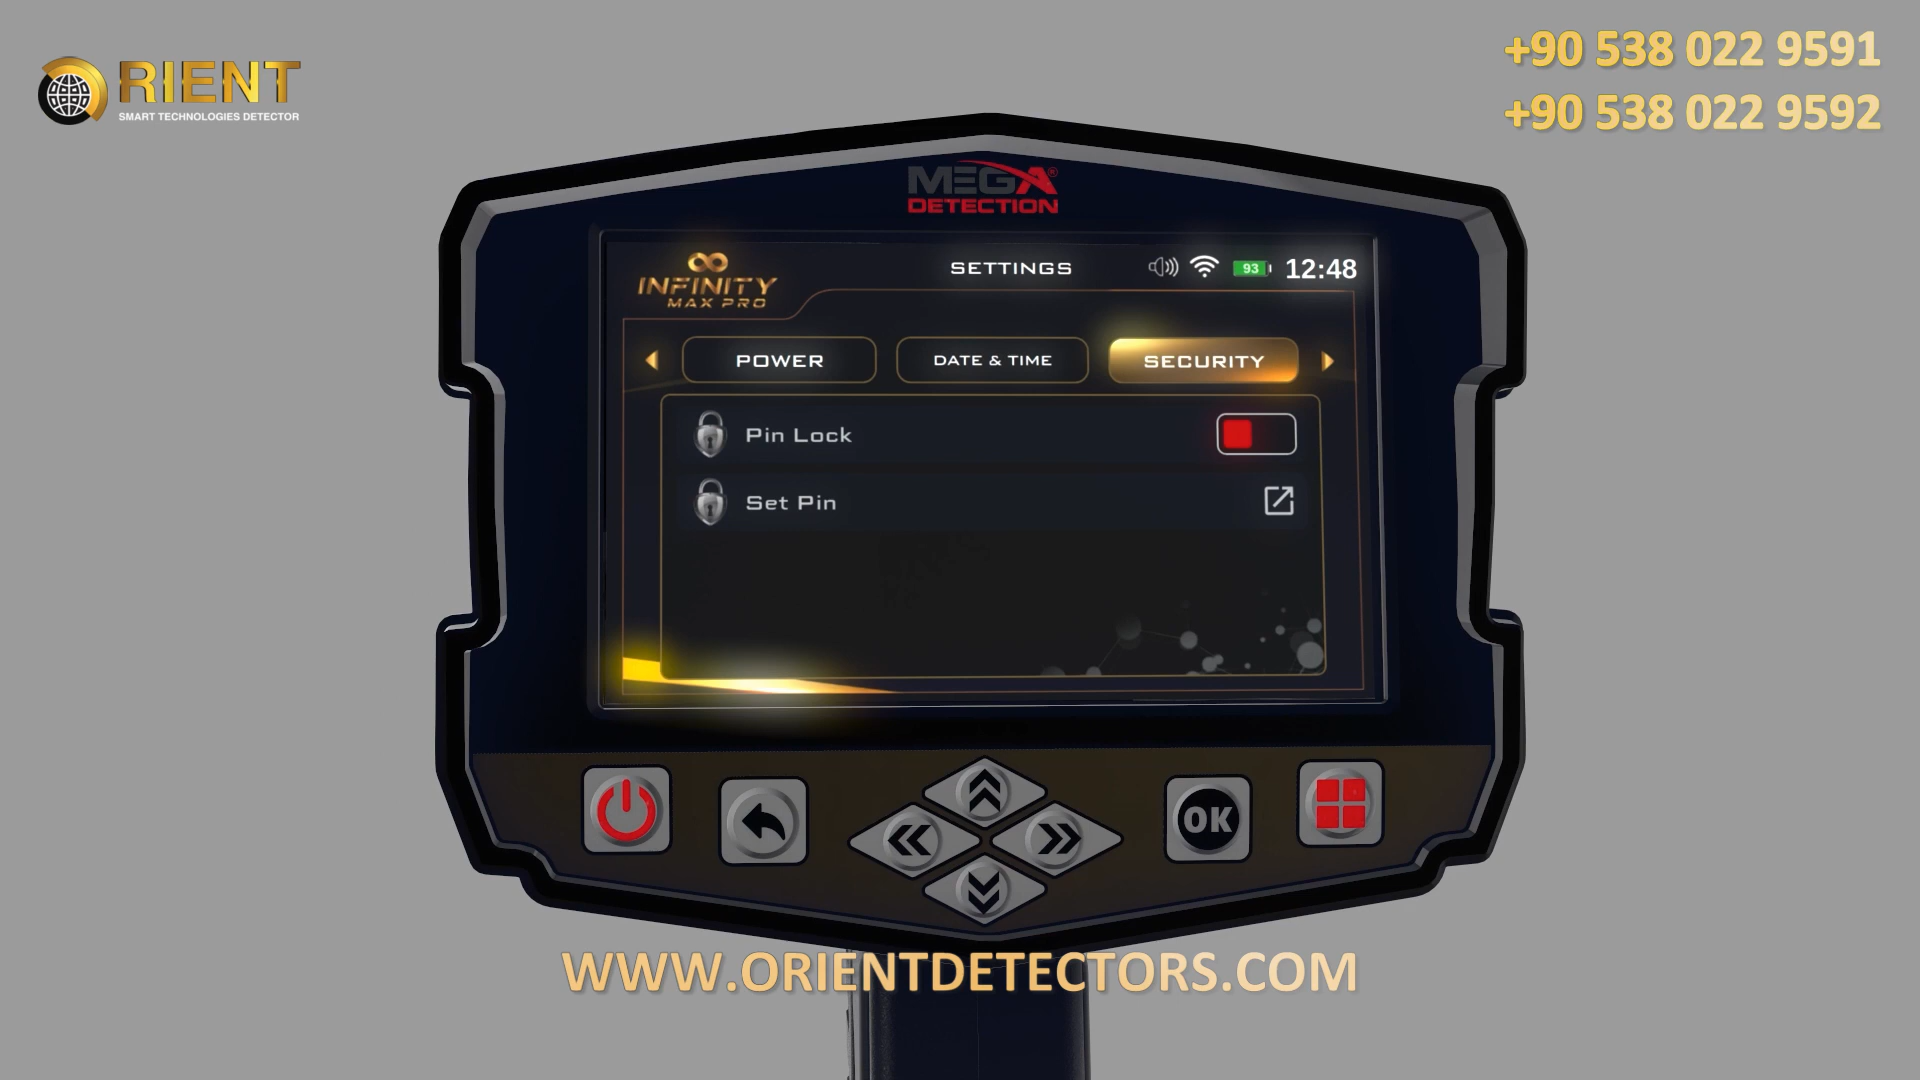 RIENT
SMART TECHNOLOGIES DETECTOR
+90 538 022 9591
+90 538 022 9592
MEGA®
DETECTION
INFINITY
MAX PRO
SETTINGS
93
12:48
POWER
DATE & TIME
SECURITY
Pin Lock
Set Pin
OK
WWW.ORIENTDETECTORS.COM